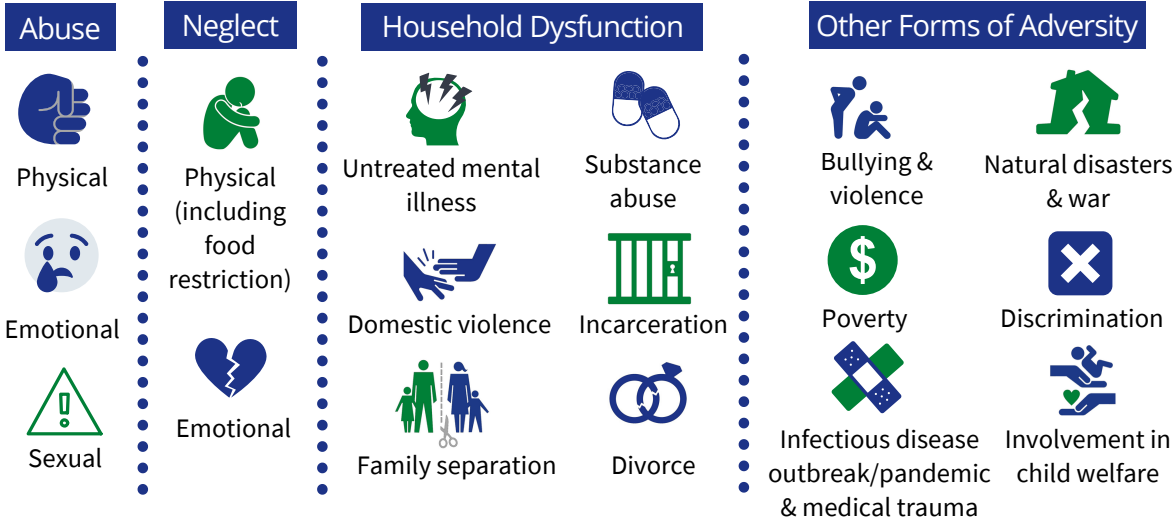 Abuse
Physical
Emotional
Sexual
Neglect
Physical
(including
food
restriction)
Emotional
Household Dysfunction
Untreated mental
illness
Substance
abuse
Domestic violence
Incarceration
Family separation
Divorce
Other Forms of Adversity
Bullying &
violence
Natural disasters
& war
$
Poverty
Discrimination
Infectious disease
outbreak/pandemic
& medical trauma
Involvement in
child welfare